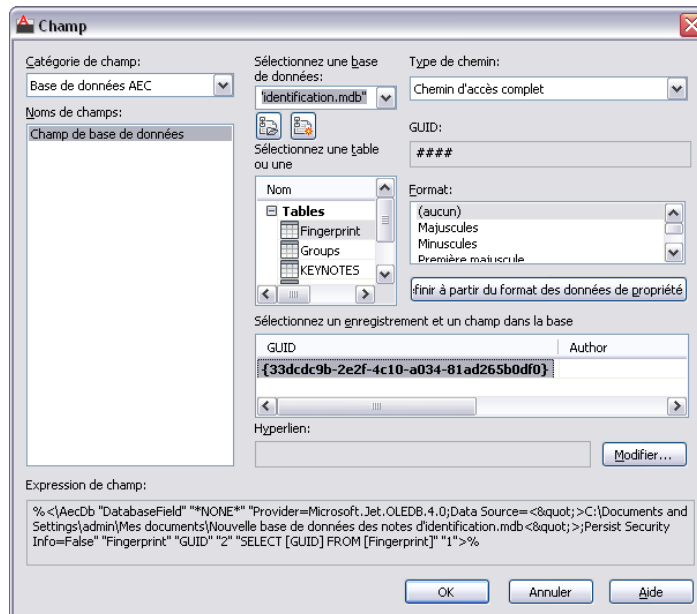 Champ
Catégorie de champ:
Base de données AEC
Noms de champs:
Champ de base de données
Sélectionnez une base
de données:
'identification.mdb"
Sélectionnez une table
ou une
Nom
Tables
Fingerprint
Groups
KEYNOTES
Type de chemin:
Chemin d'accès complet
GUID:
####
Format:
(aucun)
Majuscules
Minuscules
Première majuscule
éfinir à partir du format des données de propriété
Sélectionnez un enregistrement et un champ dans la base
GUID Author
{33dcdc9b-2e2f-4c10-a034-81ad265b0df0}
Hyperlien:
Modifier...
Expression de champ:
%<\AecDb "DatabaseField" "*NONE*" "Provider=Microsoft.Jet.OLEDB.4.0;Data Source=<&quot;>C:\Documents and
Settings\admin\Mes documents\Nouvelle base de données des notes d'identification.mdb<&quot;>;Persist Security
Info=False" "Fingerprint" "GUID" "2" "SELECT [GUID] FROM [Fingerprint]" "1">%
OK Annuler Aide